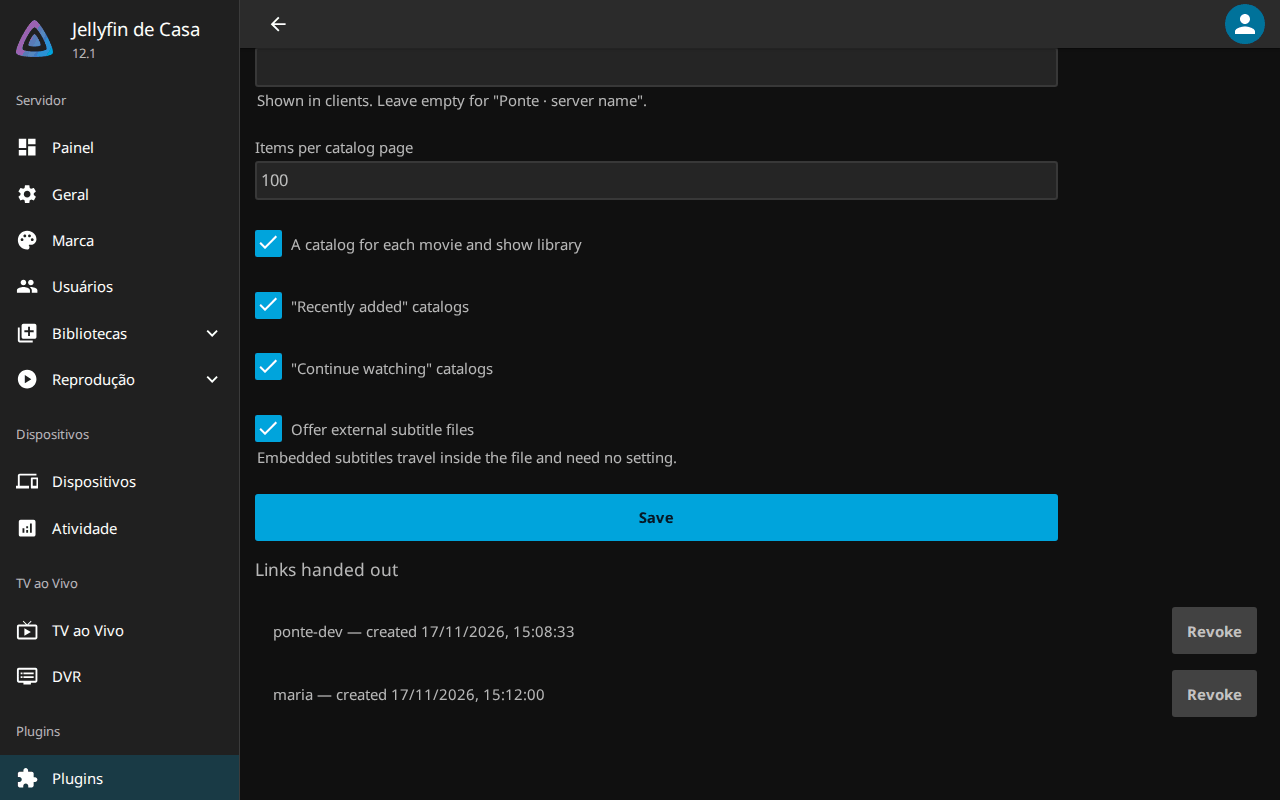 Jellyfin de Casa
12.1
Servidor
Painel
Geral
Marca
Usuários
Bibliotecas
Reprodução
Dispositivos
Dispositivos
Atividade
TV ao Vivo
TV ao Vivo
DVR
Plugins
Plugins
Shown in clients. Leave empty for "Ponte · server name".
Items per catalog page
100
A catalog for each movie and show library
"Recently added" catalogs
"Continue watching" catalogs
Offer external subtitle files
Embedded subtitles travel inside the file and need no setting.
Save
Links handed out
ponte-dev — created 17/11/2026, 15:08:33
Revoke
maria — created 17/11/2026, 15:12:00
Revoke